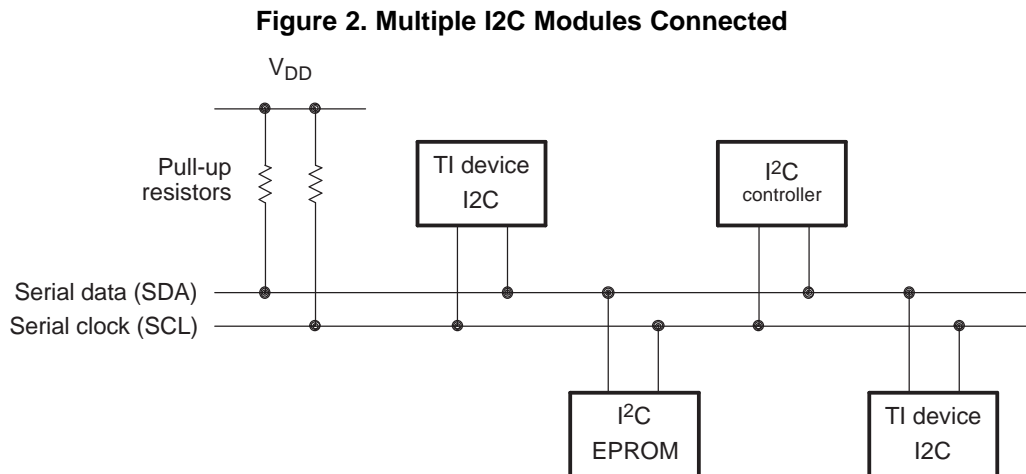 Figure 2. Multiple I2C Modules Connected
VDD
Pull-up
resistors
TI device
I2C
I²C
controller
Serial data (SDA)
Serial clock (SCL)
I²C
EPROM
TI device
I2C